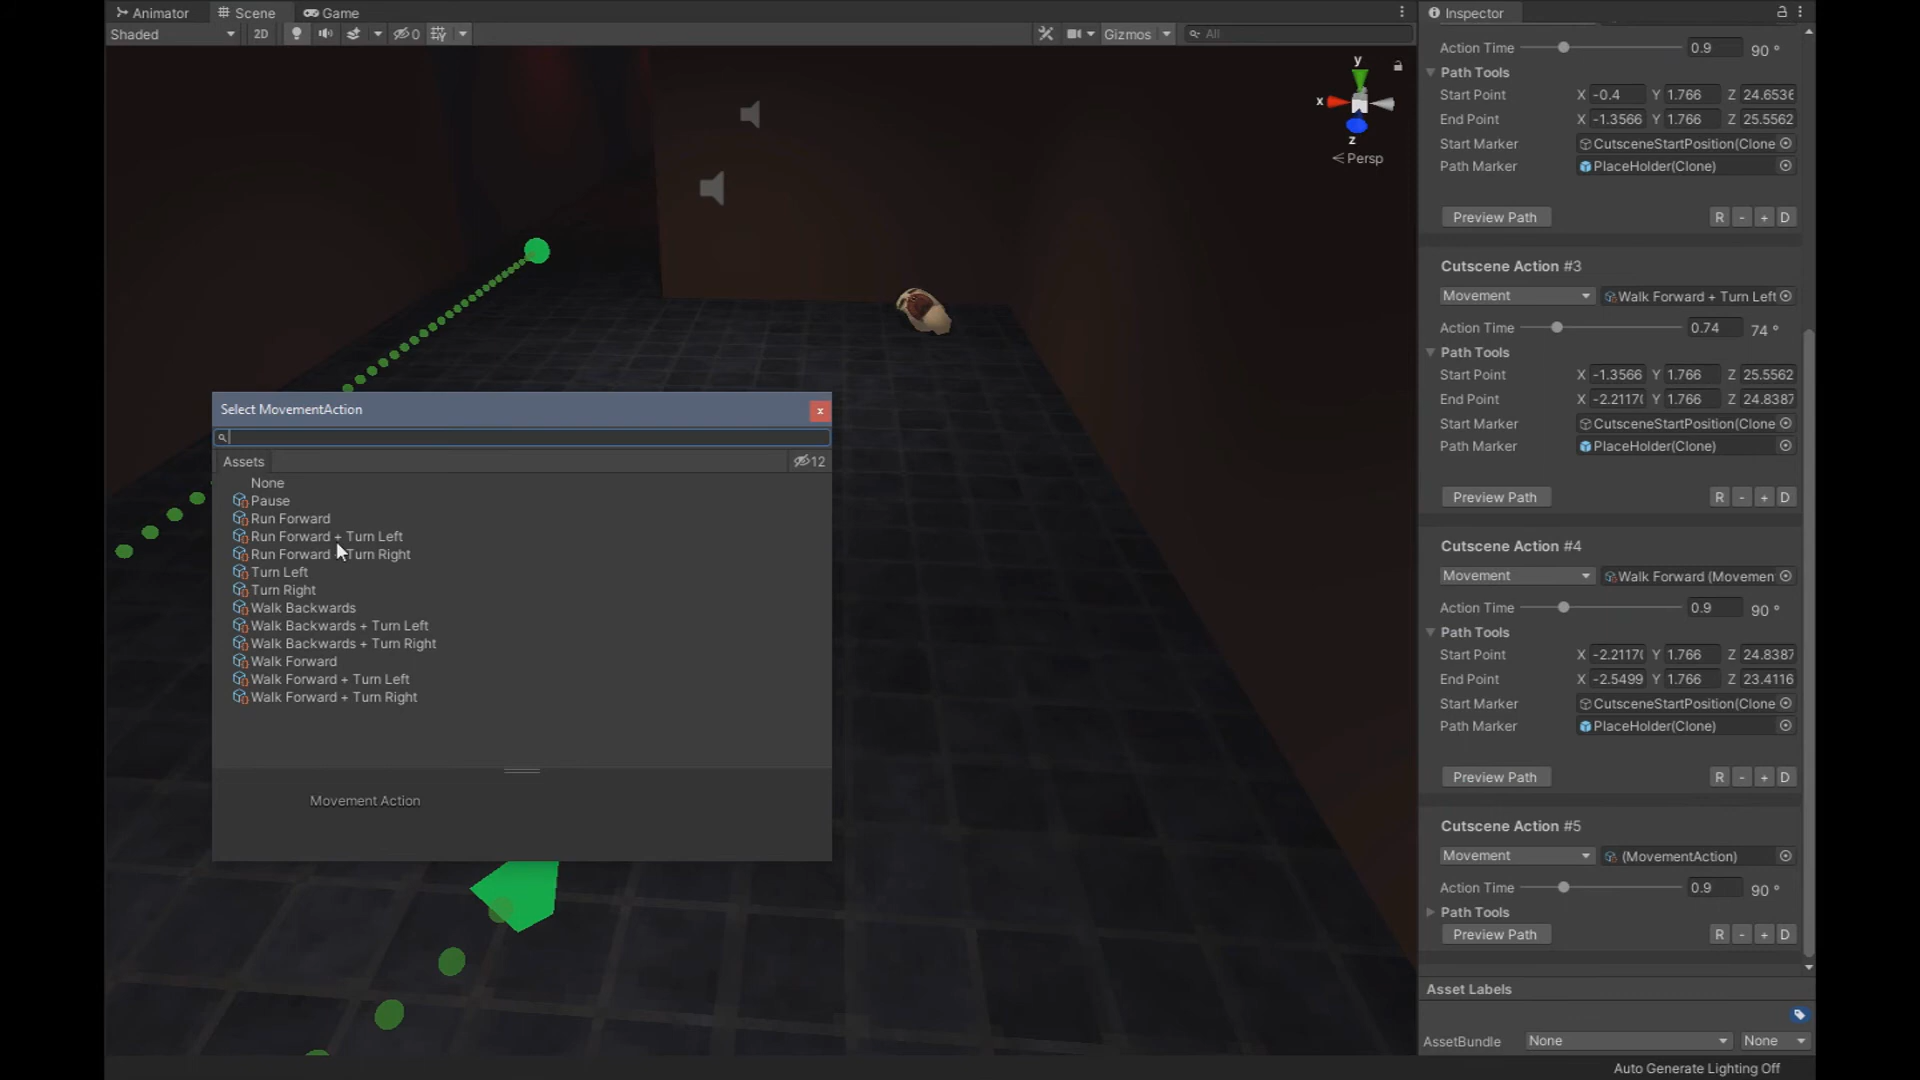 Animator
Scene
Game
Shaded
2D
0
Gizmos
All
y
x
z
Persp
Select MovementAction
x
Assets
12
None
Pause
Run Forward
Run Forward + Turn Left
Run Forward + Turn Right
Turn Left
Turn Right
Walk Backwards
Walk Backwards + Turn Left
Walk Backwards + Turn Right
Walk Forward
Walk Forward + Turn Left
Walk Forward + Turn Right
Movement Action
Inspector
Action Time 0.9 90 °
Path Tools
Start Point X -0.4 Y 1.766 Z 24.6536
End Point X -1.3566 Y 1.766 Z 25.5562
Start Marker CutsceneStartPosition(Clone
Path Marker PlaceHolder(Clone)
Preview Path R - + D
Cutscene Action #3
Movement Walk Forward + Turn Left
Action Time 0.74 74 °
Path Tools
Start Point X -1.3566 Y 1.766 Z 25.5562
End Point X -2.2117( Y 1.766 Z 24.8387
Start Marker CutsceneStartPosition(Clone
Path Marker PlaceHolder(Clone)
Preview Path R - + D
Cutscene Action #4
Movement Walk Forward (Movemen
Action Time 0.9 90 °
Path Tools
Start Point X -2.2117( Y 1.766 Z 24.8387
End Point X -2.5499 Y 1.766 Z 23.4116
Start Marker CutsceneStartPosition(Clone
Path Marker PlaceHolder(Clone)
Preview Path R - + D
Cutscene Action #5
Movement (MovementAction)
Action Time 0.9 90 °
Path Tools
Preview Path R - + D
Asset Labels
AssetBundle None None
Auto Generate Lighting Off